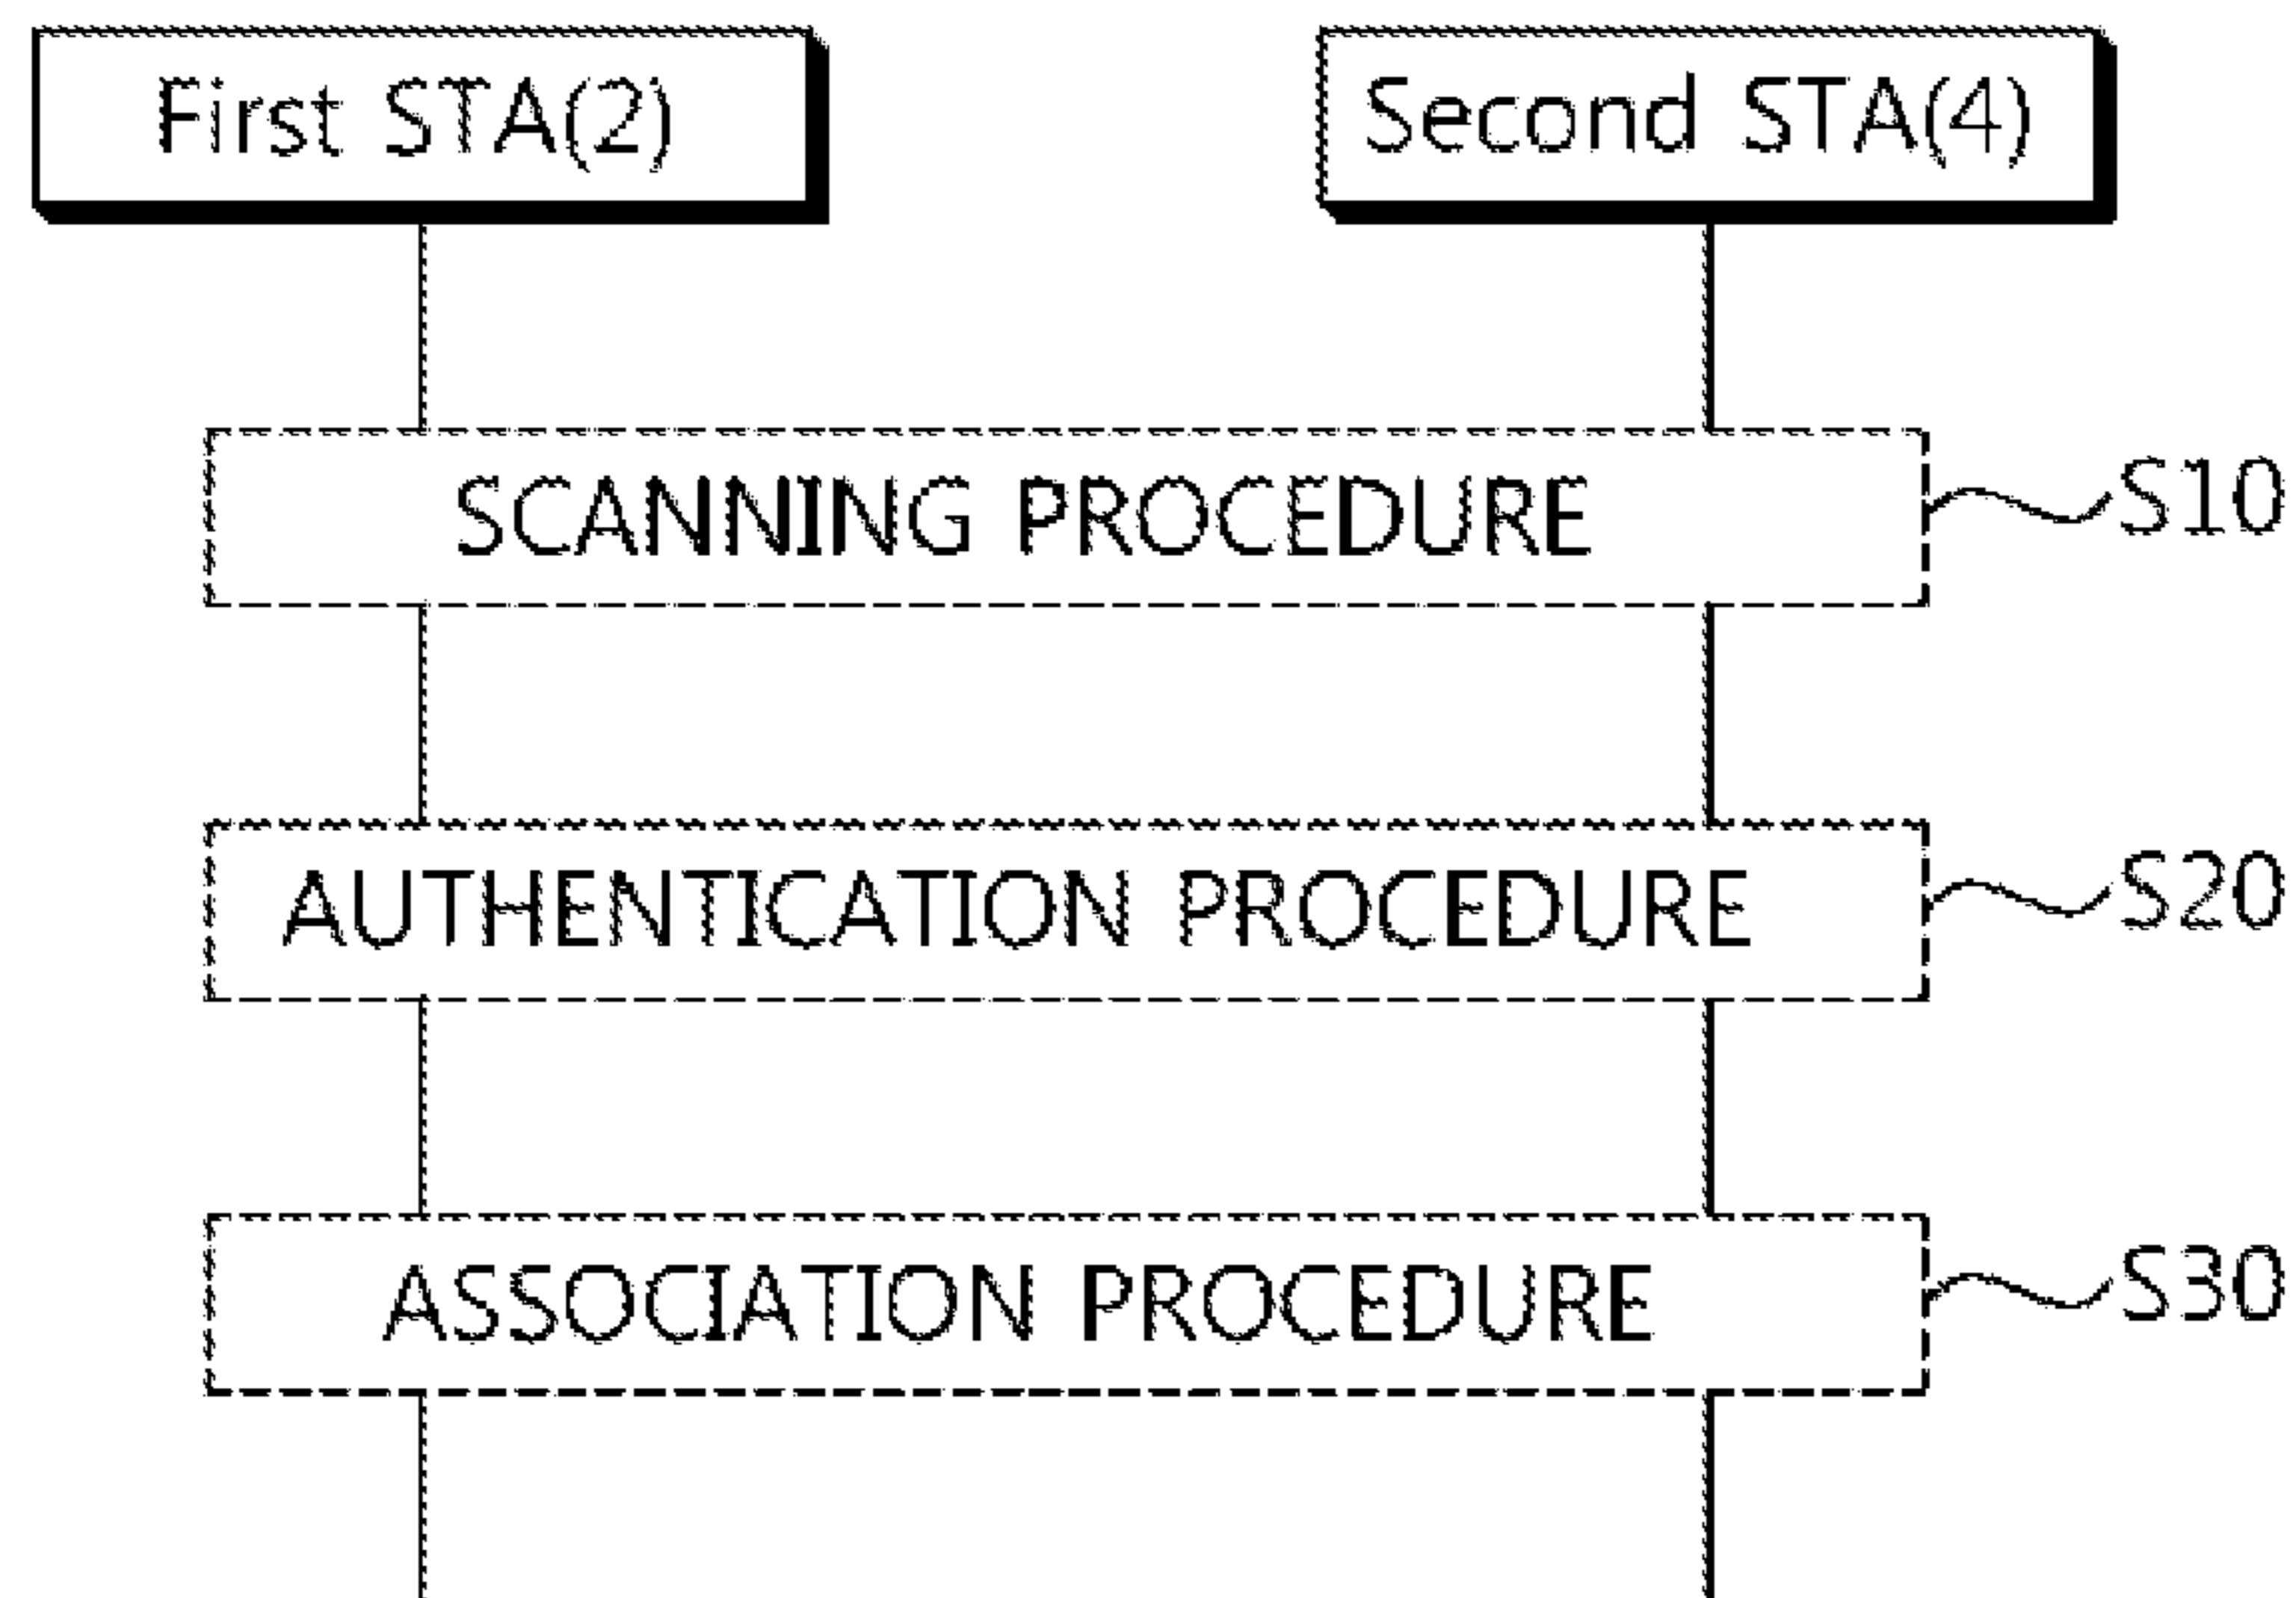 First STA(2)
Second STA(4)
SCANNING PROCEDURE
S10
AUTHENTICATION PROCEDURE
S20
ASSOCIATION PROCEDURE
S30